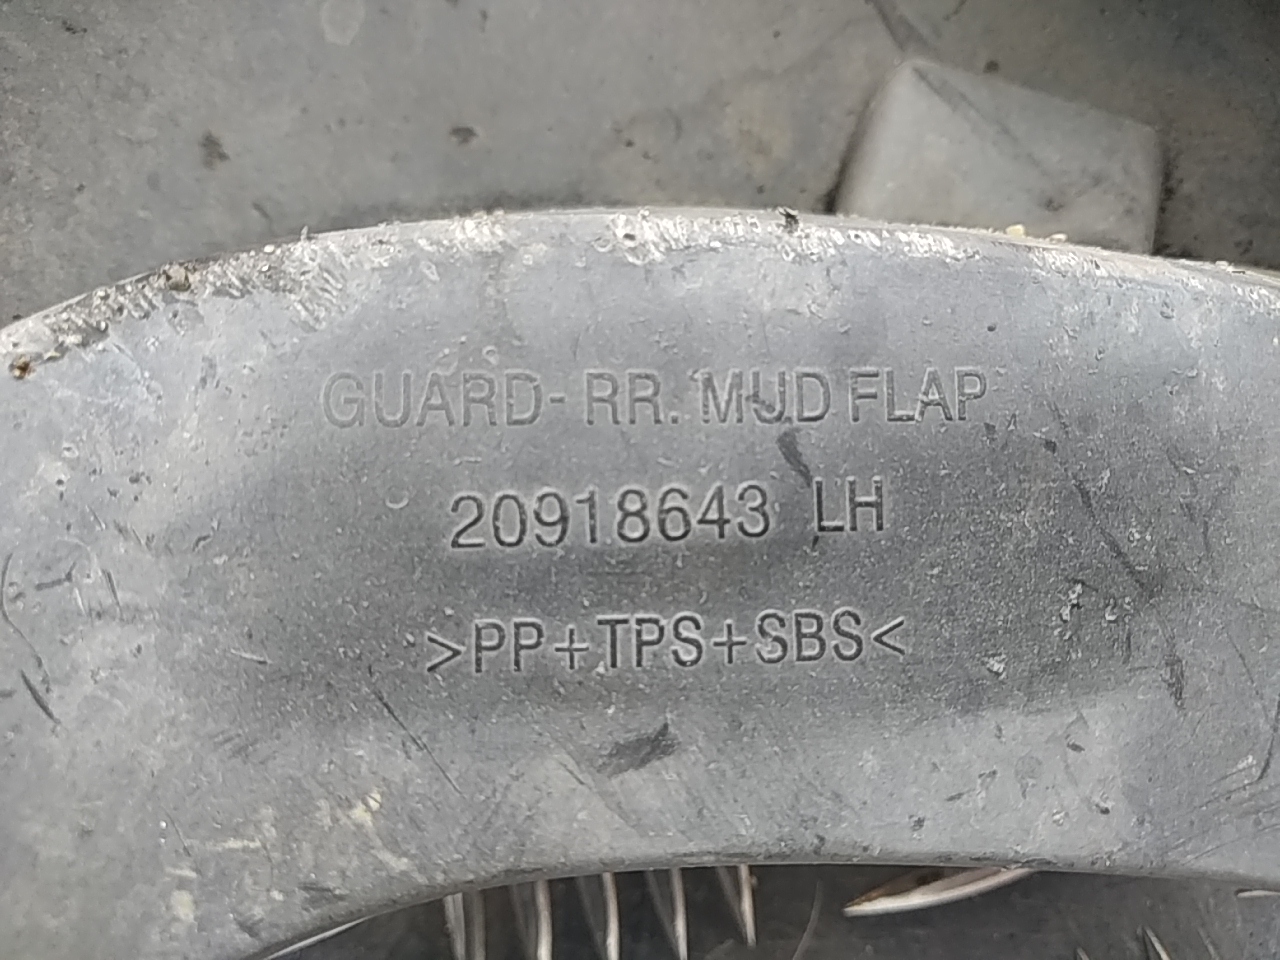 GUARD- RR. MUD FLAP
20918643 LH
>PP+TPS+SBS<